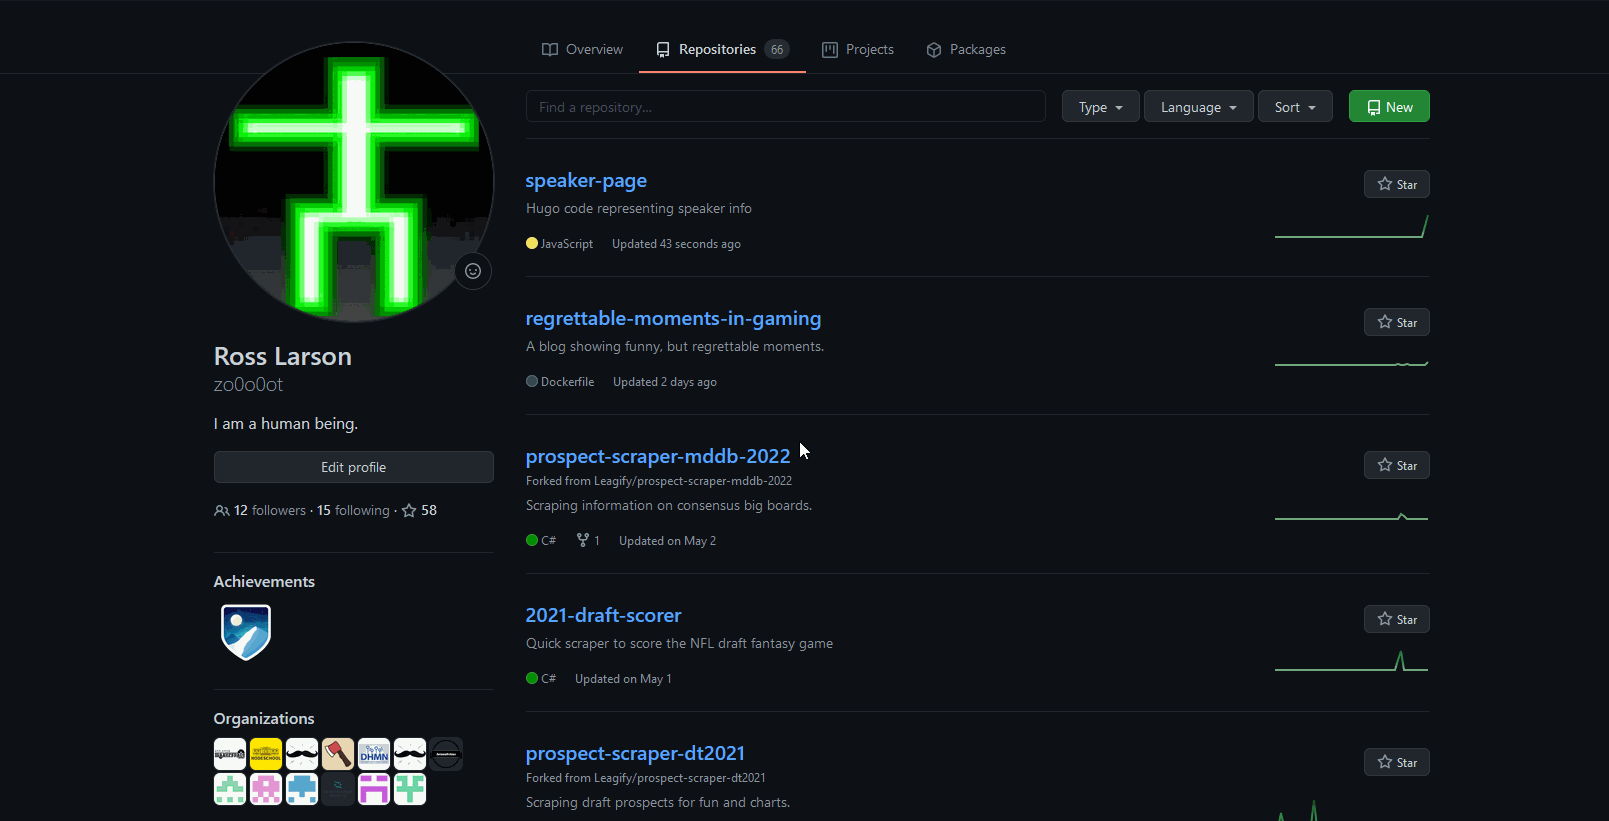 Overview Repositories 66 Projects Packages
Find a repository... Type Language Sort New
speaker-page Star
Hugo code representing speaker info
JavaScript Updated 43 seconds ago
regrettable-moments-in-gaming Star
A blog showing funny, but regrettable moments.
Dockerfile Updated 2 days ago
prospect-scraper-mddb-2022 Star
Forked from Leagify/prospect-scraper-mddb-2022
Scraping information on consensus big boards.
C# 1 Updated on May 2
2021-draft-scorer Star
Quick scraper to score the NFL draft fantasy game
C# Updated on May 1
prospect-scraper-dt2021 Star
Forked from Leagify/prospect-scraper-dt2021
Scraping draft prospects for fun and charts.
Ross Larson
zo0o0ot
I am a human being.
Edit profile
12 followers · 15 following · 58
Achievements
Organizations
NODESCHOOL
DHMN